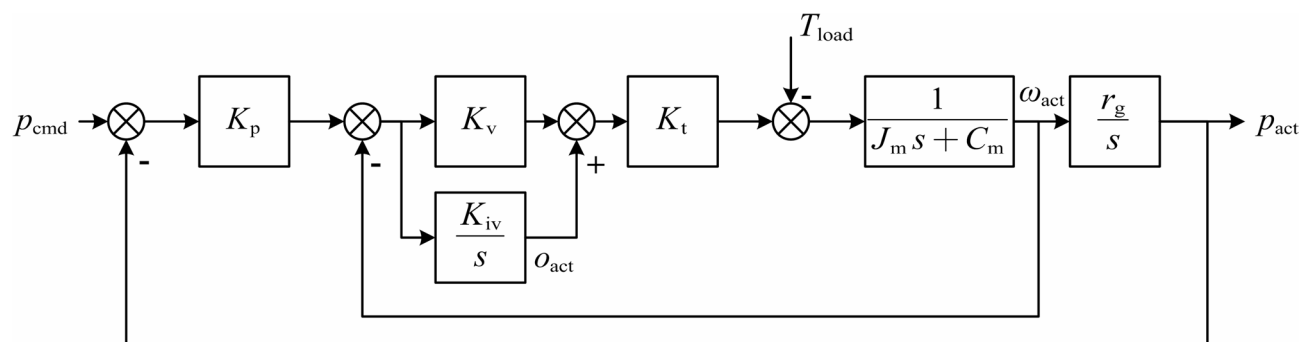 T_load
p_cmd
-
K_p
-
K_v
+
K_t
-
1
J_m s + C_m
ω_act
r_g
s
p_act
K_iv
s
o_act